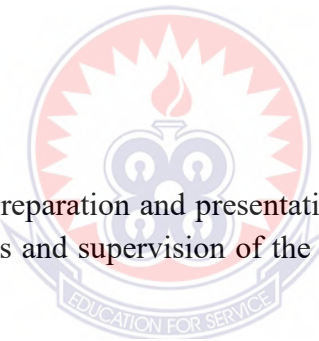 reparation and presentati
s and supervision of the
EDUCATION FOR SERVICE